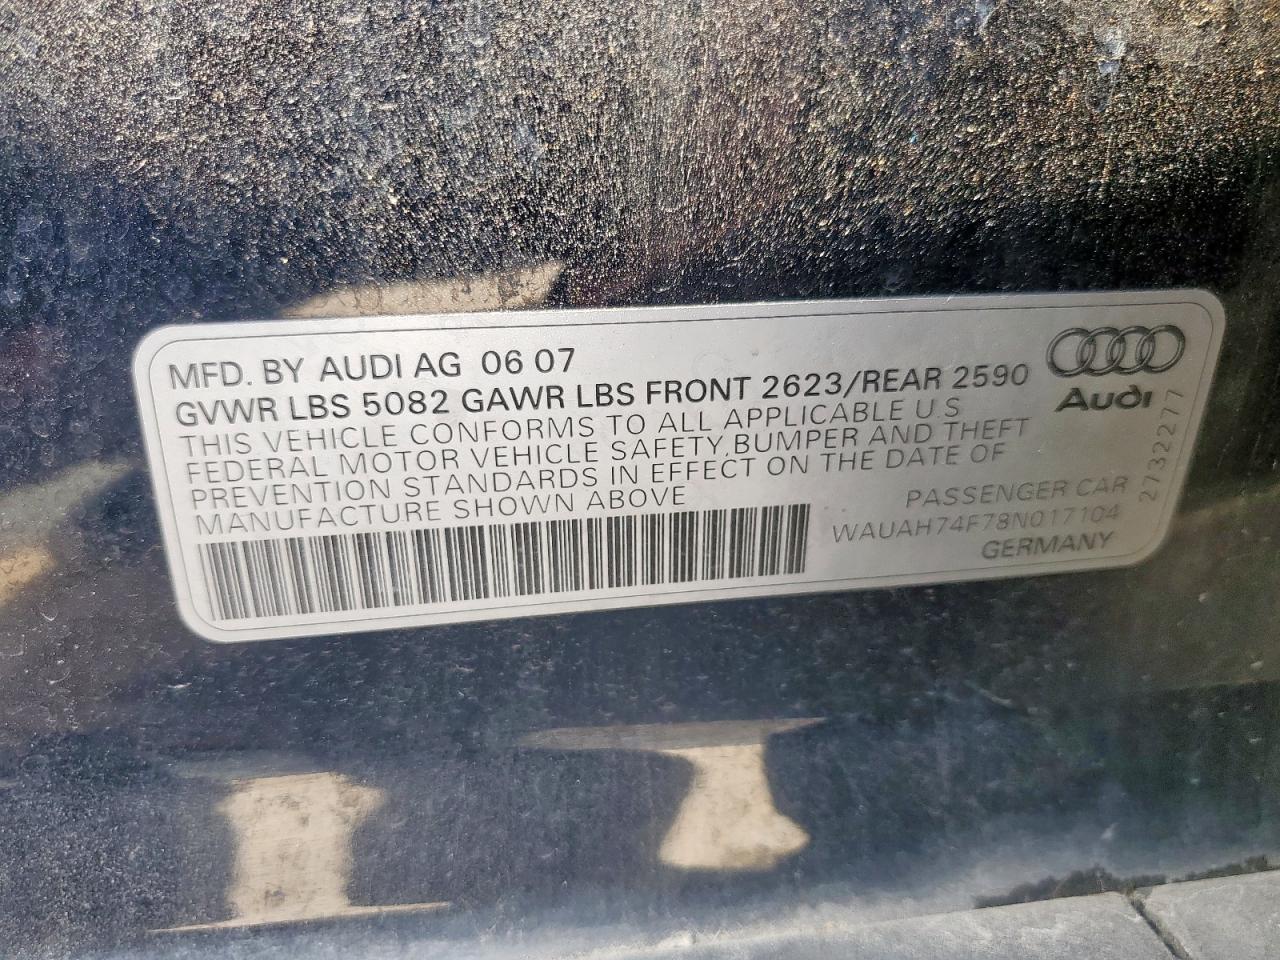 MFD. BY AUDI AG 06 07
GVWR LBS 5082 GAWR LBS FRONT 2623/REAR 2590
THIS VEHICLE CONFORMS TO ALL APPLICABLE U S
FEDERAL MOTOR VEHICLE SAFETY, BUMPER AND THEFT
PREVENTION STANDARDS IN EFFECT ON THE DATE OF
MANUFACTURE SHOWN ABOVE
Audi
2732277
PASSENGER CAR
WAUAH74F78N017104
GERMANY